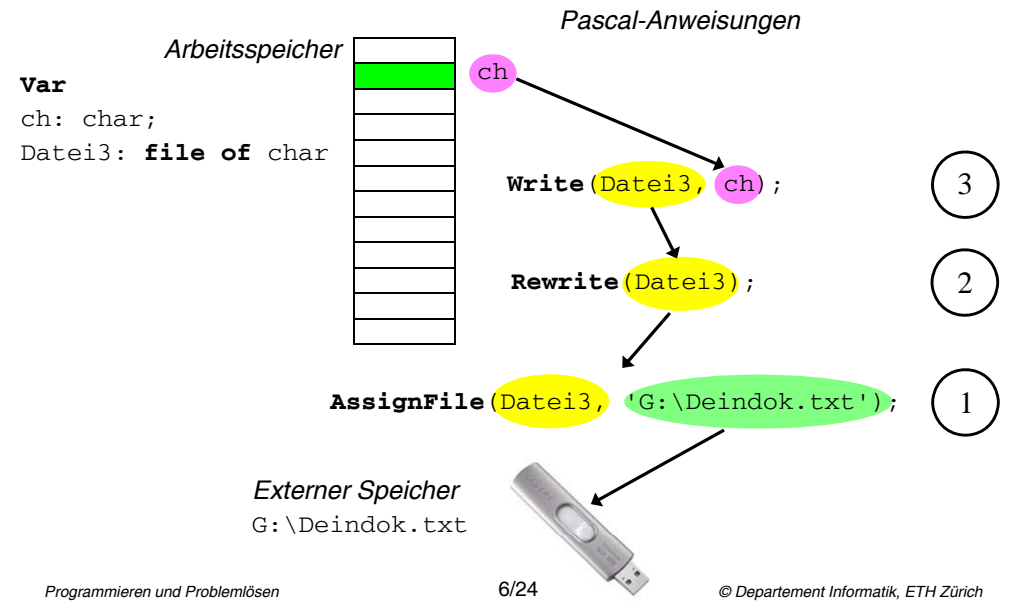 Pascal-Anweisungen
Arbeitsspeicher
ch
Var
ch: char;
Datei3: file of char
Write(Datei3, ch);
3
Rewrite(Datei3);
2
AssignFile(Datei3, 'G:\Deindok.txt');
1
Externer Speicher
G:\Deindok.txt
Programmieren und Problemlösen
6/24
© Departement Informatik, ETH Zürich